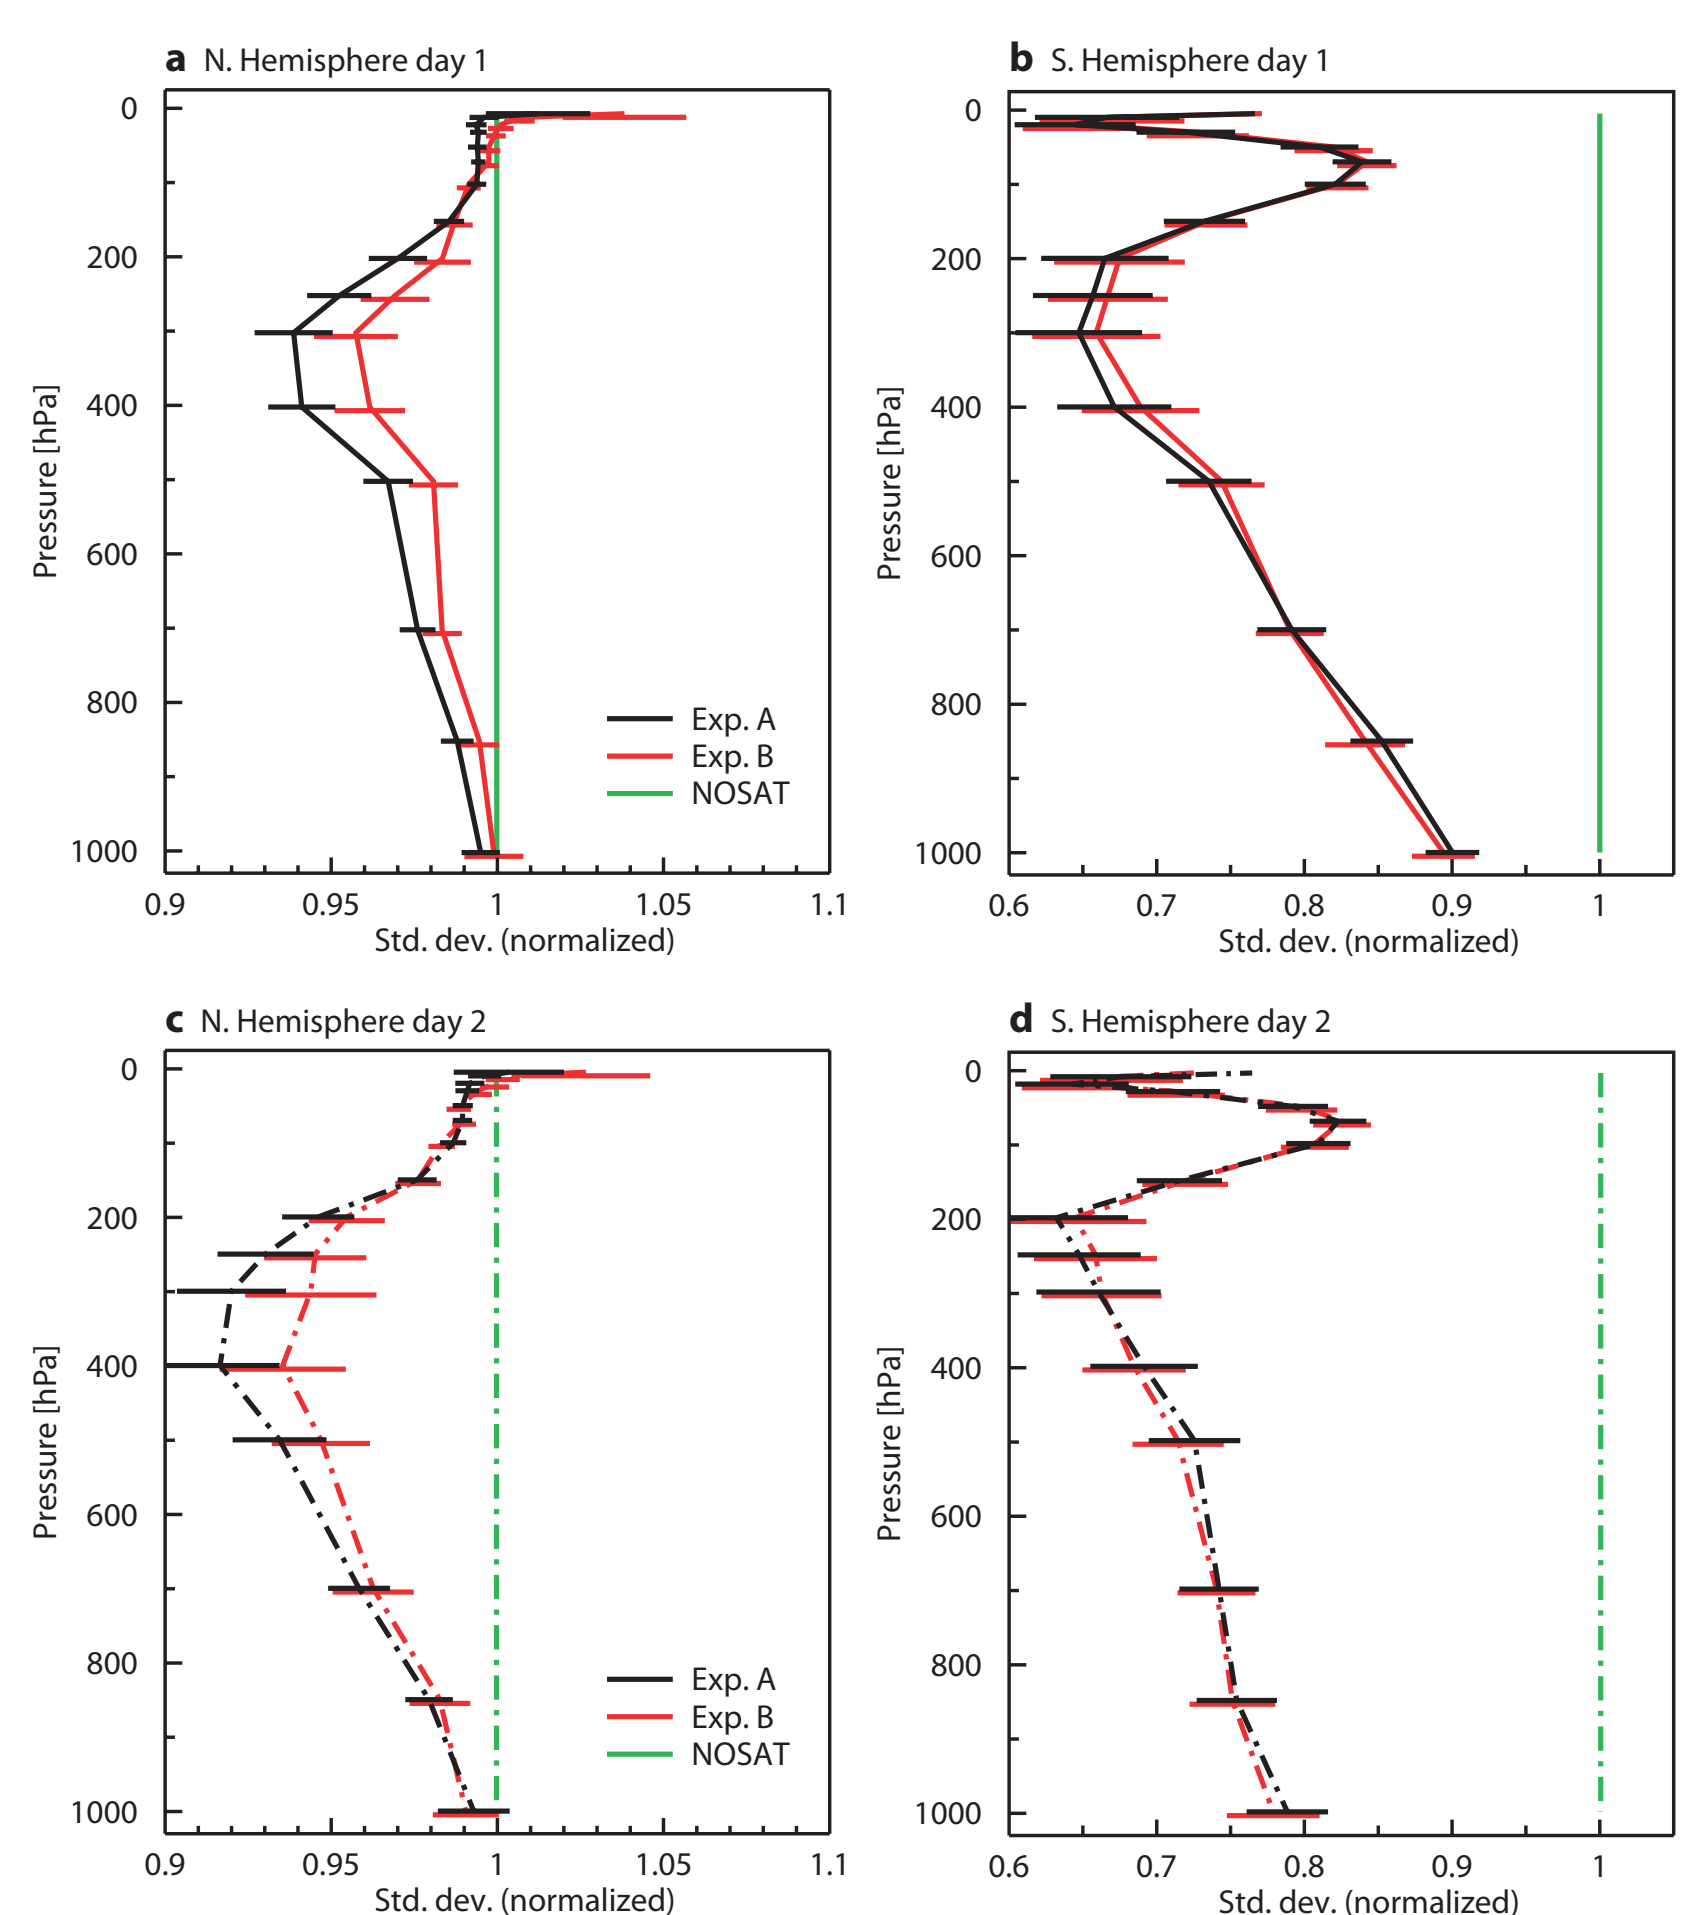 a N. Hemisphere day 1
0
200
400
600
800
1000
Pressure [hPa]
Exp. A
Exp. B
NOSAT
0.9 0.95 1 1.05 1.1
Std. dev. (normalized)
b S. Hemisphere day 1
0
200
400
600
800
1000
Pressure [hPa]
0.6 0.7 0.8 0.9 1
Std. dev. (normalized)
c N. Hemisphere day 2
0
200
400
600
800
1000
Pressure [hPa]
Exp. A
Exp. B
NOSAT
0.9 0.95 1 1.05 1.1
Std. dev. (normalized)
d S. Hemisphere day 2
0
200
400
600
800
1000
Pressure [hPa]
0.6 0.7 0.8 0.9 1
Std. dev. (normalized)